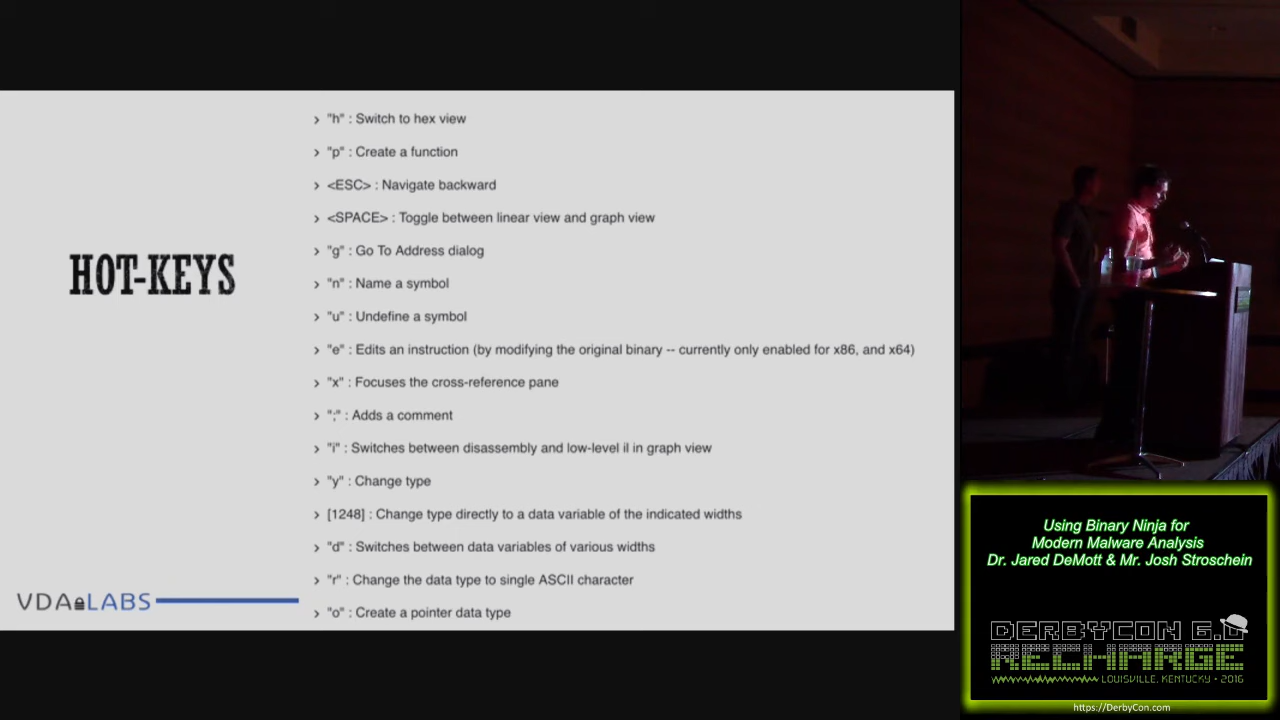 HOT-KEYS
> "h" : Switch to hex view
> "p" : Create a function
> <ESC> : Navigate backward
> <SPACE> : Toggle between linear view and graph view
> "g" : Go To Address dialog
> "n" : Name a symbol
> "u" : Undefine a symbol
> "e" : Edits an instruction (by modifying the original binary -- currently only enabled for x86, and x64)
> "x" : Focuses the cross-reference pane
> ";" : Adds a comment
> "i" : Switches between disassembly and low-level il in graph view
> "y" : Change type
> [1248] : Change type directly to a data variable of the indicated widths
> "d" : Switches between data variables of various widths
> "r" : Change the data type to single ASCII character
> "o" : Create a pointer data type
VDA LABS
Using Binary Ninja for
Modern Malware Analysis
Dr. Jared DeMott & Mr. Josh Stroschein
DERBYCON 6.0
RECHARGE
LOUISVILLE, KENTUCKY • 2016
https://DerbyCon.com